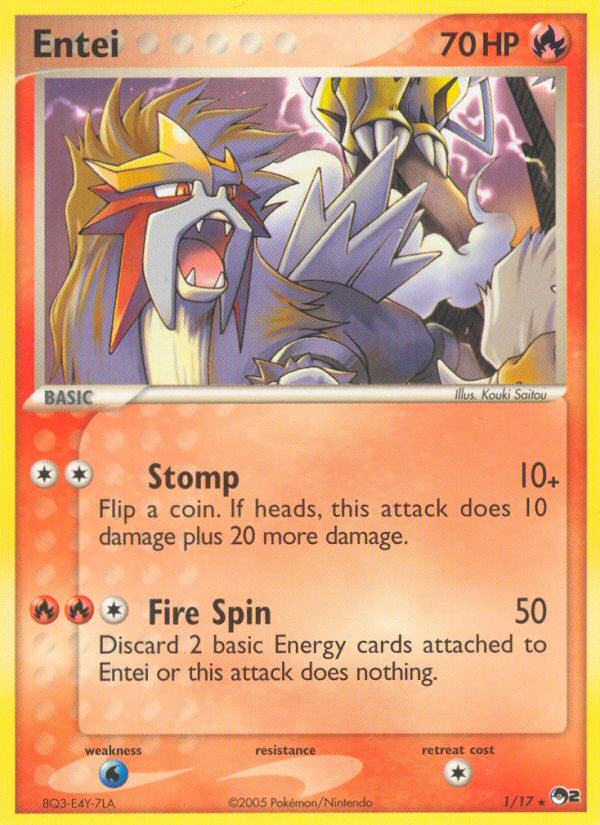 Entei
70 HP
BASIC
Illus. Kouki Saitou
Stomp 10+
Flip a coin. If heads, this attack does 10
damage plus 20 more damage.
Fire Spin 50
Discard 2 basic Energy cards attached to
Entei or this attack does nothing.
weakness resistance retreat cost
8Q3-E4Y-7LA ©2005 Pokémon/Nintendo 1/17 ★ 2